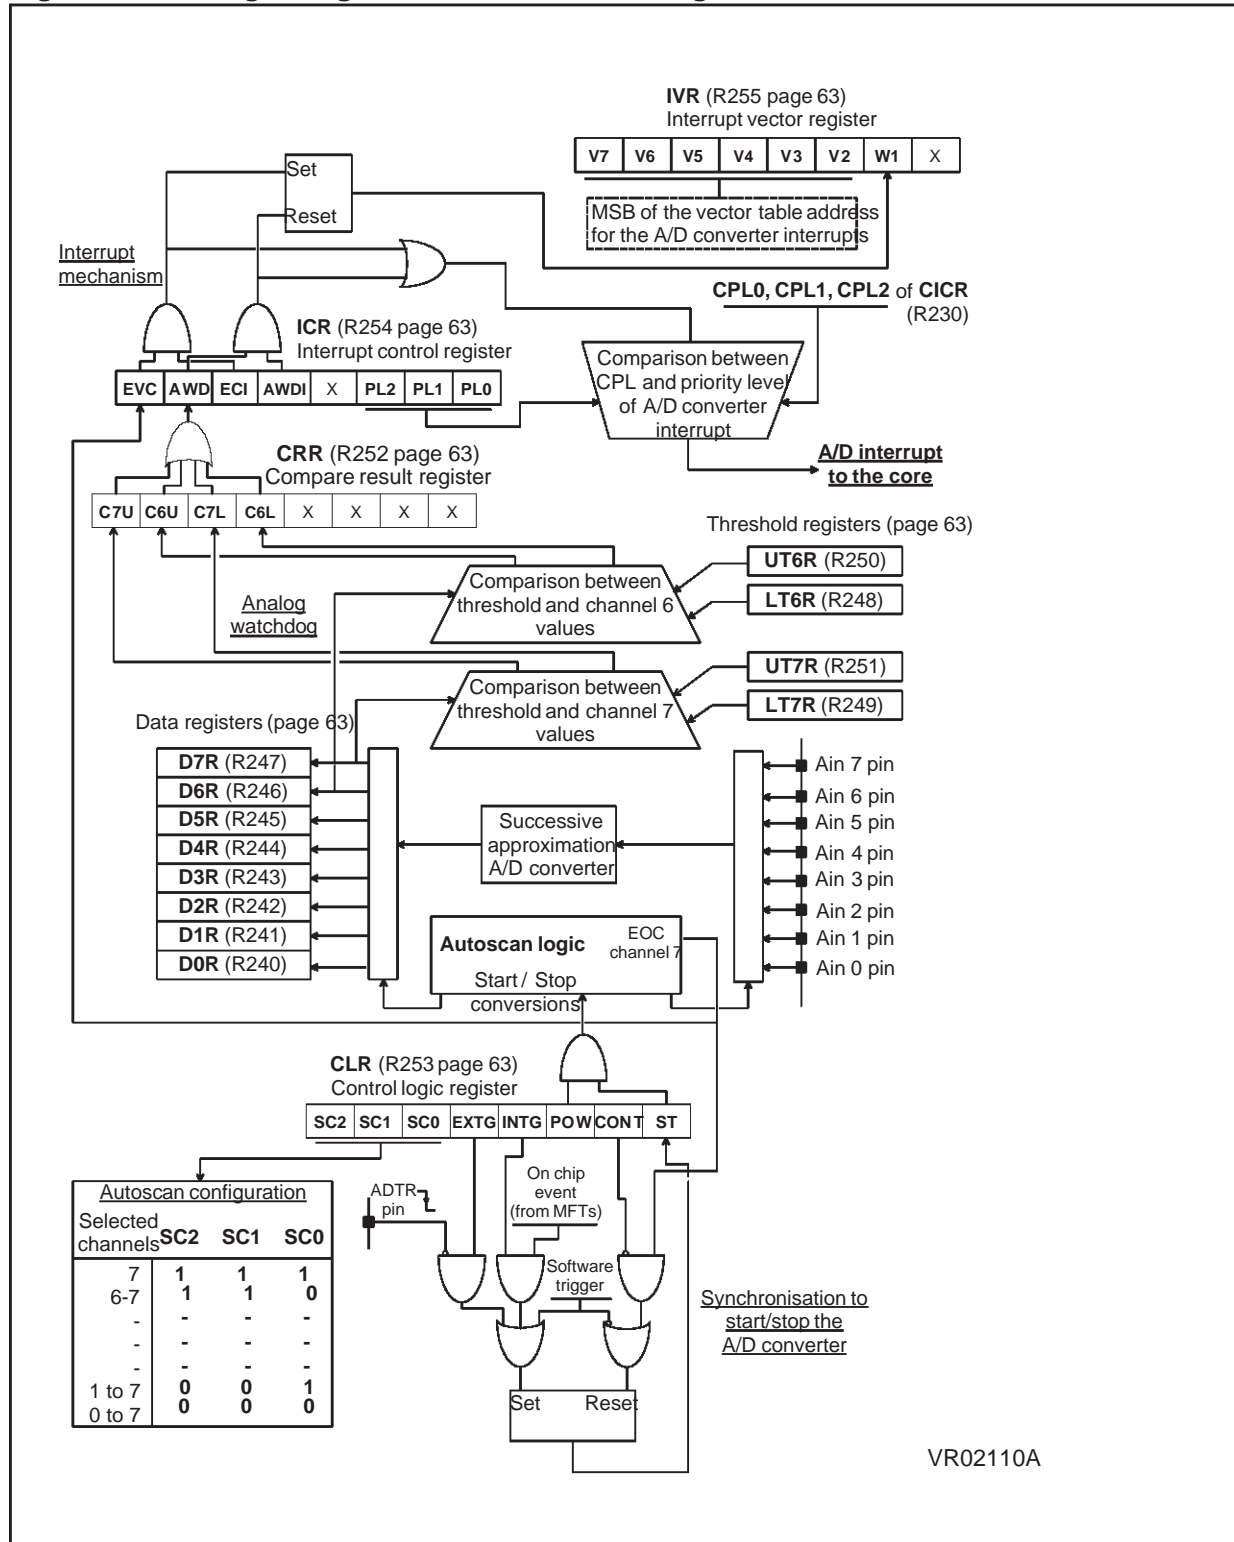 IVR (R255 page 63)
Interrupt vector register
V7 V6 V5 V4 V3 V2 W1 X
MSB of the vector table address
for the A/D converter interrupts
Set
Reset
Interrupt
mechanism
CPL0, CPL1, CPL2 of CICR
(R230)
ICR (R254 page 63)
Interrupt control register
EVC AWD ECI AWDI X PL2 PL1 PL0
Comparison between
CPL and priority level
of A/D converter
interrupt
A/D interrupt
to the core
CRR (R252 page 63)
Compare result register
C7U C6U C7L C6L X X X X
Threshold registers (page 63)
UT6R (R250)
LT6R (R248)
Comparison between
threshold and channel 6
values
Analog
watchdog
UT7R (R251)
LT7R (R249)
Comparison between
threshold and channel 7
values
Data registers (page 63)
D7R (R247)
D6R (R246)
D5R (R245)
D4R (R244)
D3R (R243)
D2R (R242)
D1R (R241)
D0R (R240)
Successive
approximation
A/D converter
Ain 7 pin
Ain 6 pin
Ain 5 pin
Ain 4 pin
Ain 3 pin
Ain 2 pin
Ain 1 pin
Ain 0 pin
Autoscan logic
EOC
channel 7
Start / Stop
conversions
CLR (R253 page 63)
Control logic register
SC2 SC1 SC0 EXTG INTG POW CONT ST
ADTR
pin
On chip
event
(from MFTs)
Software
trigger
Autoscan configuration
Selected
channels SC2 SC1 SC0
7 1 1 1
6-7 1 1 0
- - - -
- - - -
- - - -
1 to 7 0 0 1
0 to 7 0 0 0
Synchronisation to
start/stop the
A/D converter
Set Reset
VR02110A